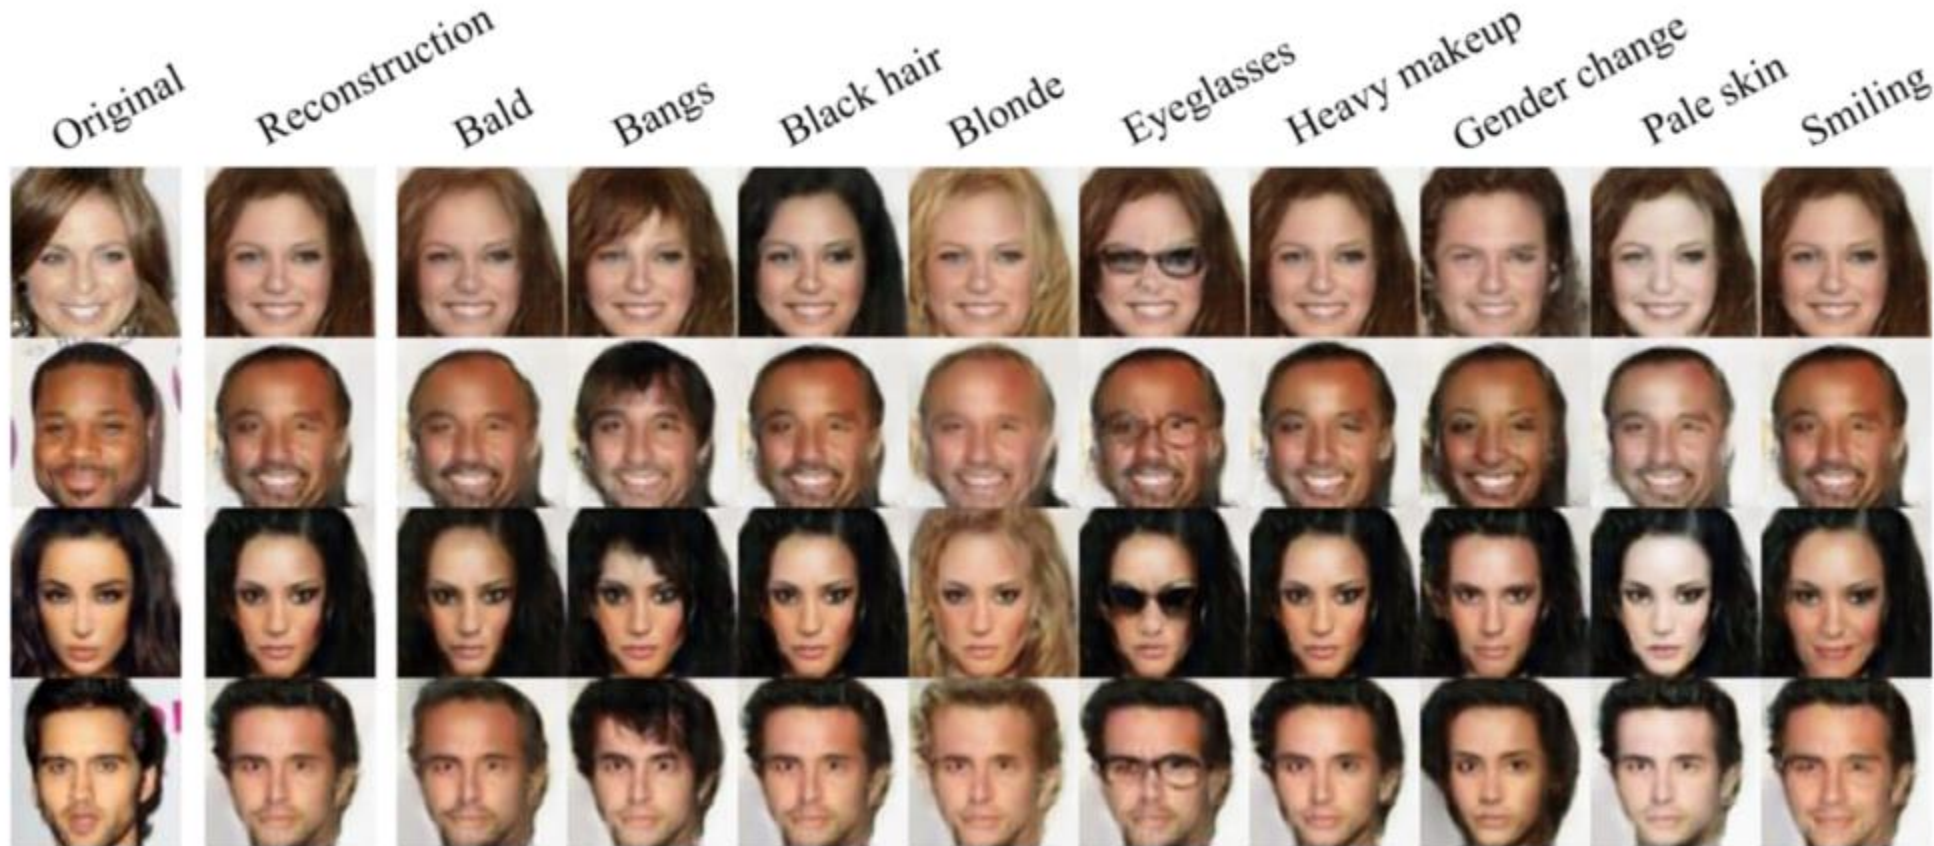 Original
Reconstruction
Bald
Bangs
Black hair
Blonde
Eyeglasses
Heavy makeup
Gender change
Pale skin
Smiling